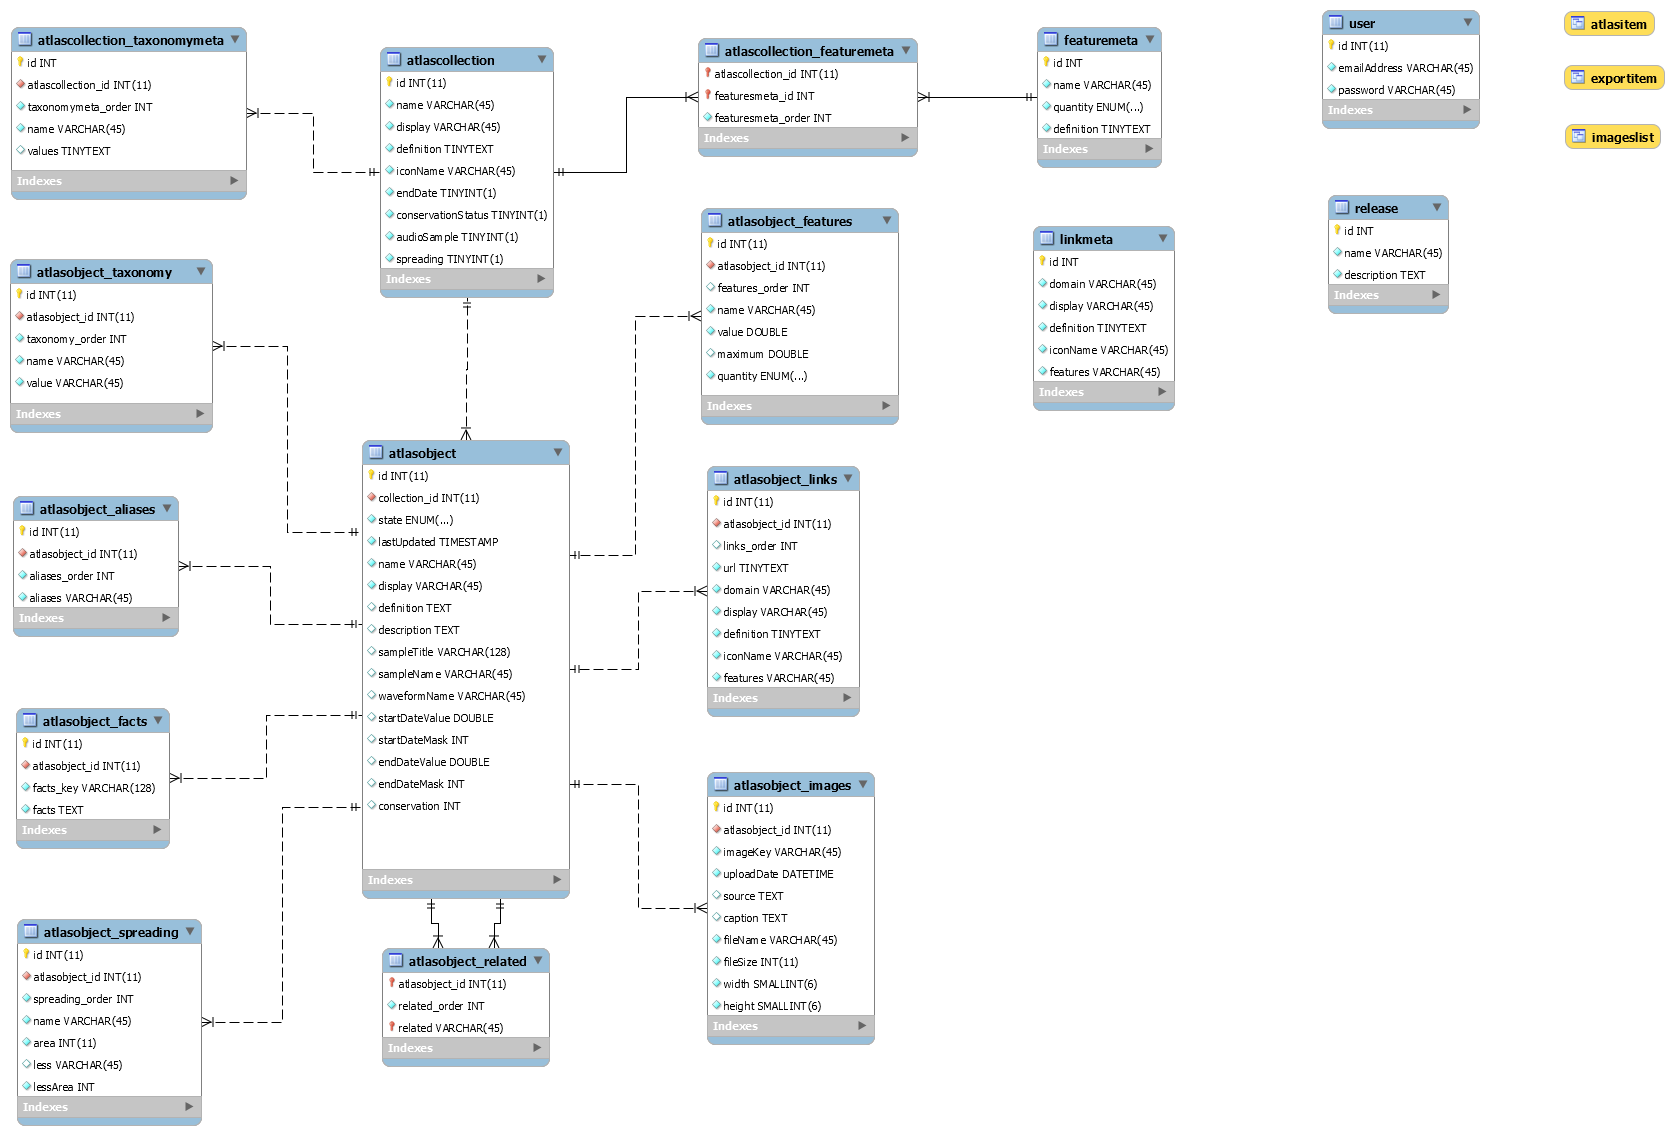 atlascollection_taxonomymeta
id INT
atlascollection_id INT(11)
taxonomymeta_order INT
name VARCHAR(45)
values TINYTEXT
Indexes
atlascollection
id INT(11)
name VARCHAR(45)
display VARCHAR(45)
definition TINYTEXT
iconName VARCHAR(45)
endDate TINYINT(1)
conservationStatus TINYINT(1)
audioSample TINYINT(1)
spreading TINYINT(1)
Indexes
atlascollection_featuremeta
atlascollection_id INT(11)
featuresmeta_id INT
featuresmeta_order INT
Indexes
featuremeta
id INT
name VARCHAR(45)
quantity ENUM(...)
definition TINYTEXT
Indexes
user
id INT(11)
emailAddress VARCHAR(45)
password VARCHAR(45)
Indexes
atlasitem
exportitem
imageslist
release
id INT
name VARCHAR(45)
description TEXT
Indexes
linkmeta
id INT
domain VARCHAR(45)
display VARCHAR(45)
definition TINYTEXT
iconName VARCHAR(45)
features VARCHAR(45)
Indexes
atlasobject_features
id INT(11)
atlasobject_id INT(11)
features_order INT
name VARCHAR(45)
value DOUBLE
maximum DOUBLE
quantity ENUM(...)
Indexes
atlasobject_taxonomy
id INT(11)
atlasobject_id INT(11)
taxonomy_order INT
name VARCHAR(45)
value VARCHAR(45)
Indexes
atlasobject
id INT(11)
collection_id INT(11)
state ENUM(...)
lastUpdated TIMESTAMP
name VARCHAR(45)
display VARCHAR(45)
definition TEXT
description TEXT
sampleTitle VARCHAR(128)
sampleName VARCHAR(45)
waveformName VARCHAR(45)
startDateValue DOUBLE
startDateMask INT
endDateValue DOUBLE
endDateMask INT
conservation INT
Indexes
atlasobject_links
id INT(11)
atlasobject_id INT(11)
links_order INT
url TINYTEXT
domain VARCHAR(45)
display VARCHAR(45)
definition TINYTEXT
iconName VARCHAR(45)
features VARCHAR(45)
Indexes
atlasobject_aliases
id INT(11)
atlasobject_id INT(11)
aliases_order INT
aliases VARCHAR(45)
Indexes
atlasobject_facts
id INT(11)
atlasobject_id INT(11)
facts_key VARCHAR(128)
facts TEXT
Indexes
atlasobject_images
id INT(11)
atlasobject_id INT(11)
imageKey VARCHAR(45)
uploadDate DATETIME
source TEXT
caption TEXT
fileName VARCHAR(45)
fileSize INT(11)
width SMALLINT(6)
height SMALLINT(6)
Indexes
atlasobject_spreading
id INT(11)
atlasobject_id INT(11)
spreading_order INT
name VARCHAR(45)
area INT(11)
less VARCHAR(45)
lessArea INT
Indexes
atlasobject_related
atlasobject_id INT(11)
related_order INT
related VARCHAR(45)
Indexes